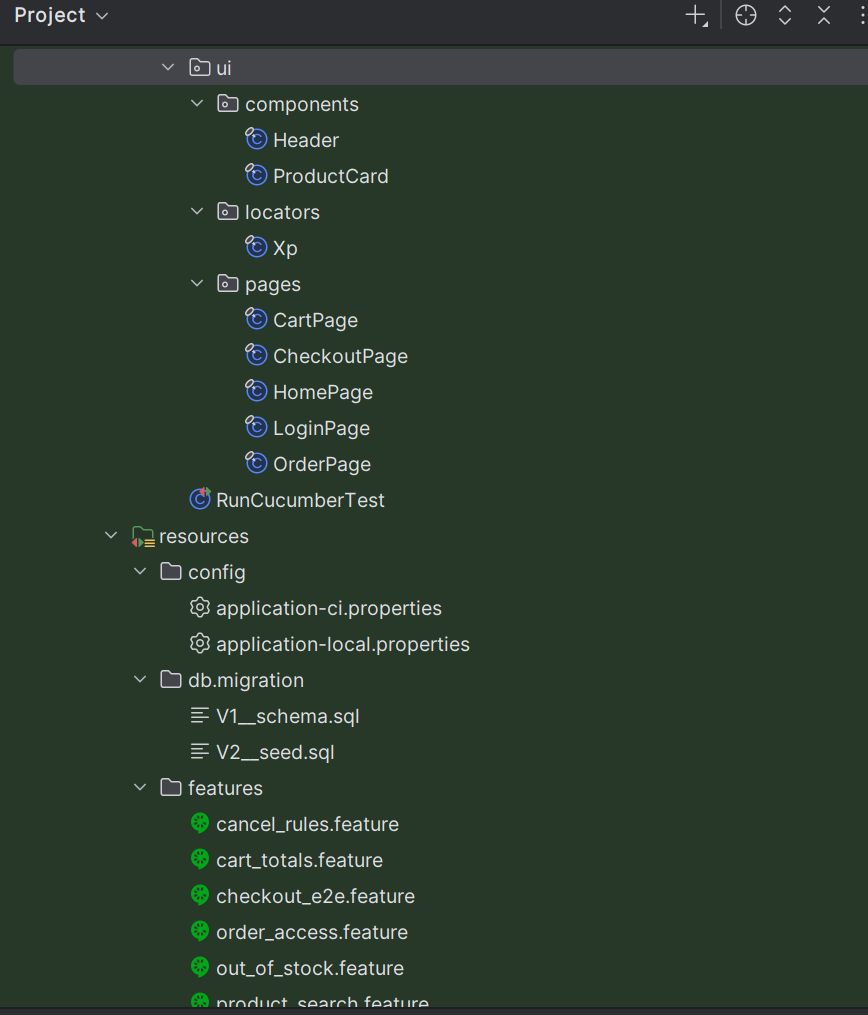 Project
ui
components
Header
ProductCard
locators
Xp
pages
CartPage
CheckoutPage
HomePage
LoginPage
OrderPage
RunCucumberTest
resources
config
application-ci.properties
application-local.properties
db.migration
V1__schema.sql
V2__seed.sql
features
cancel_rules.feature
cart_totals.feature
checkout_e2e.feature
order_access.feature
out_of_stock.feature
product_search.feature